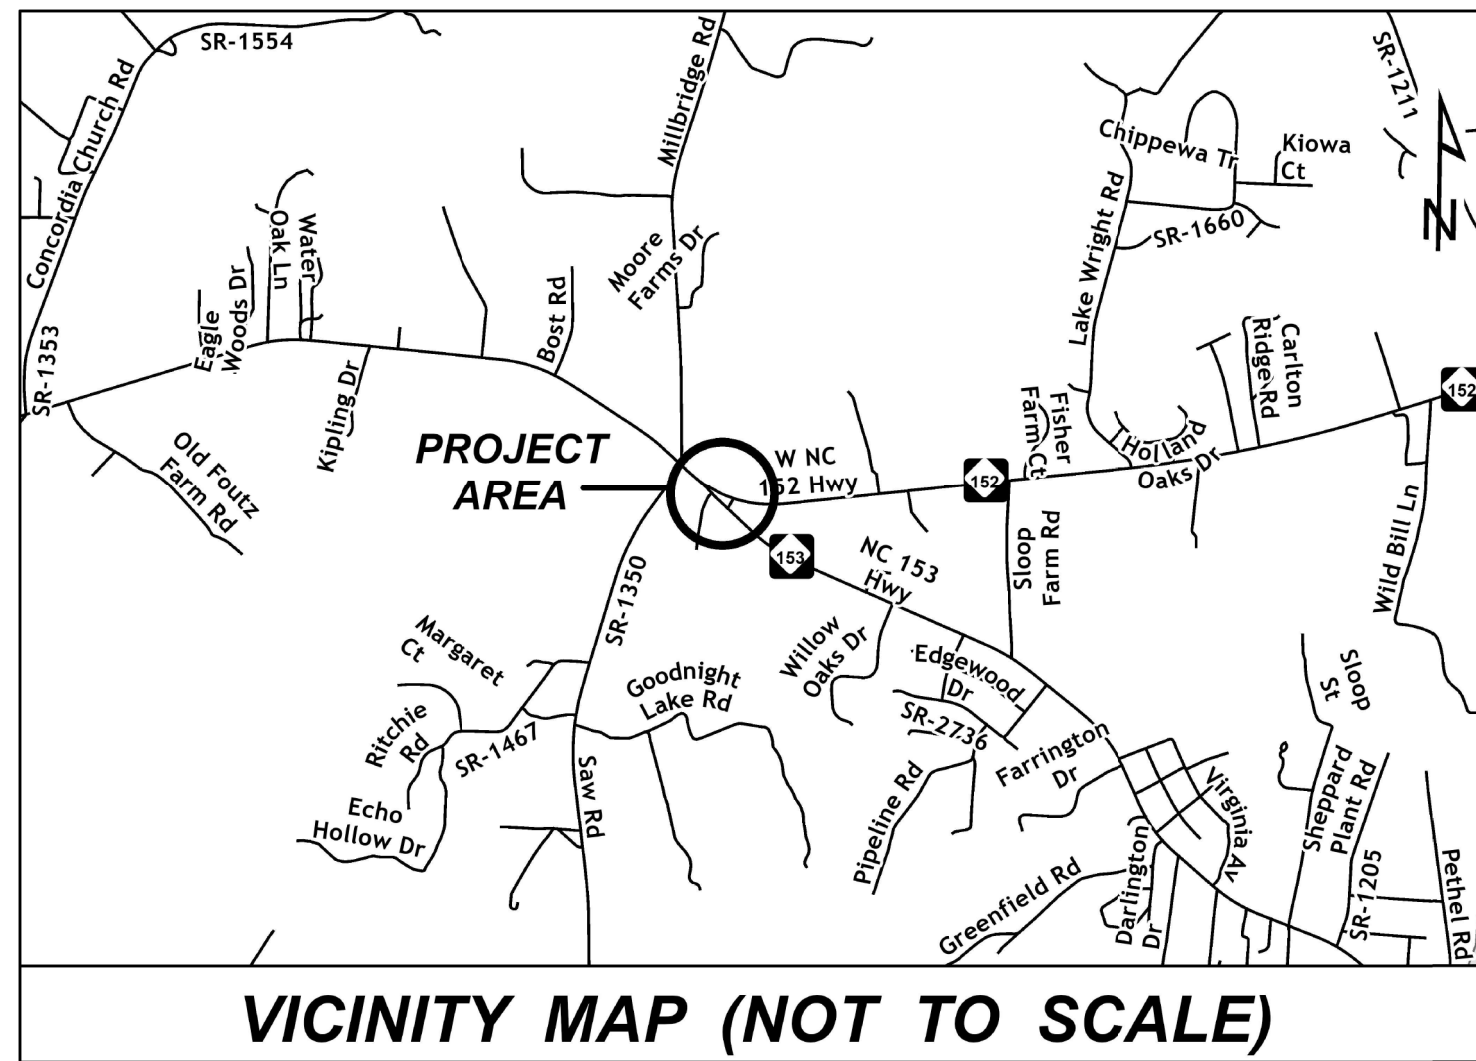 SR-1554
Concordia Church Rd
Millbridge Rd
SR-1211
Chippewa Tr
Kiowa
Ct
N
SR-1660
Lake Wright Rd
Water
Oak Ln
Eagle
Woods Dr
Moore
Farms Dr
Bost Rd
SR-1353
Kipling Dr
Old Foutz
Farm Rd
PROJECT
AREA
W NC
152 Hwy
152
Fisher
Farm Ct
T Holland
Oaks Dr
Carlton
Ridge Rd
152
153
NC 153
Hwy
Sloop
Farm Rd
Wild Bill Ln
SR-1350
Margaret
Ct
Ritchie
Rd
SR-1467
Echo
Hollow Dr
Goodnight
Lake Rd
Saw Rd
Willow
Oaks Dr
Edgewood
Dr
SR-2736
Pipeline Rd
Farrington
Dr
Virginia Av
Sloop
St
Sheppard
Plant Rd
SR-1205
Pethel Rd
Darlington
Dr
Greenfield Rd
VICINITY MAP (NOT TO SCALE)